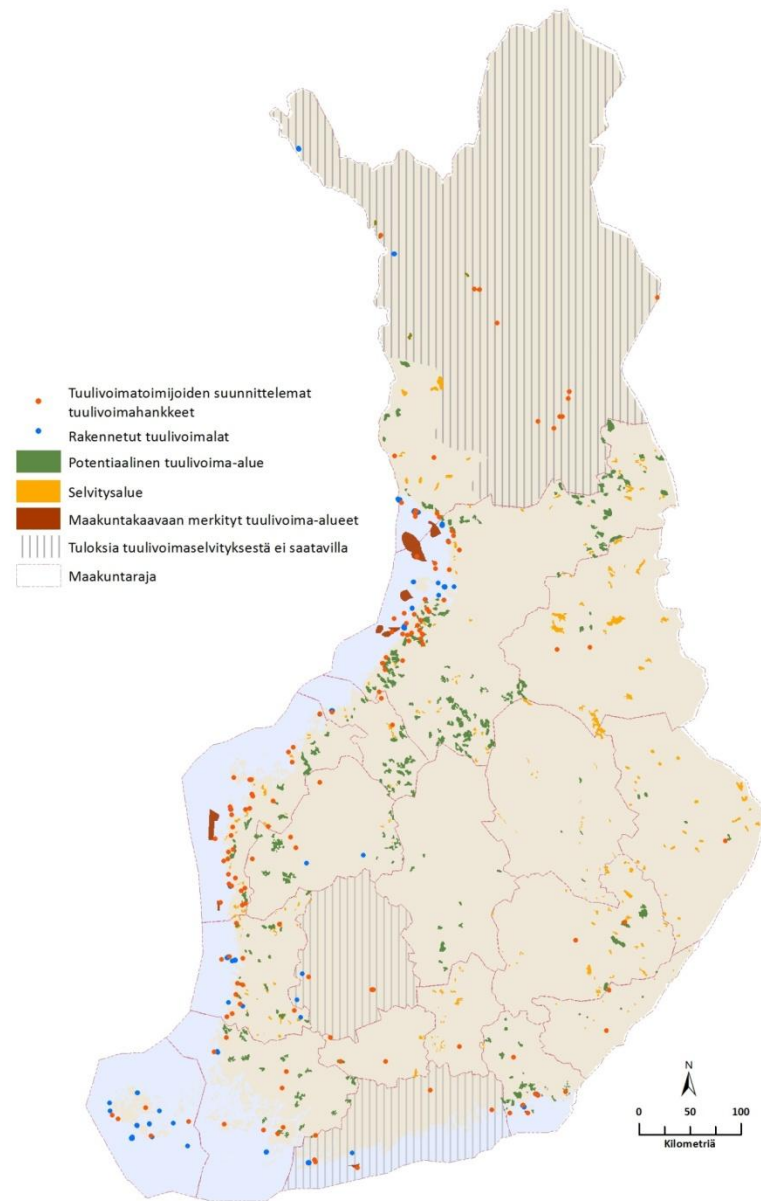 Tuulivoimatoimijoiden suunnittelemat
tuulivoimahankkeet
Rakennetut tuulivoimalat
Potentiaalinen tuulivoima-alue
Selvitysalue
Maakuntakaavaan merkityt tuulivoima-alueet
Tuloksia tuulivoimaselvityksestä ei saatavilla
Maakuntaraja
N
0 50 100
Kilometriä